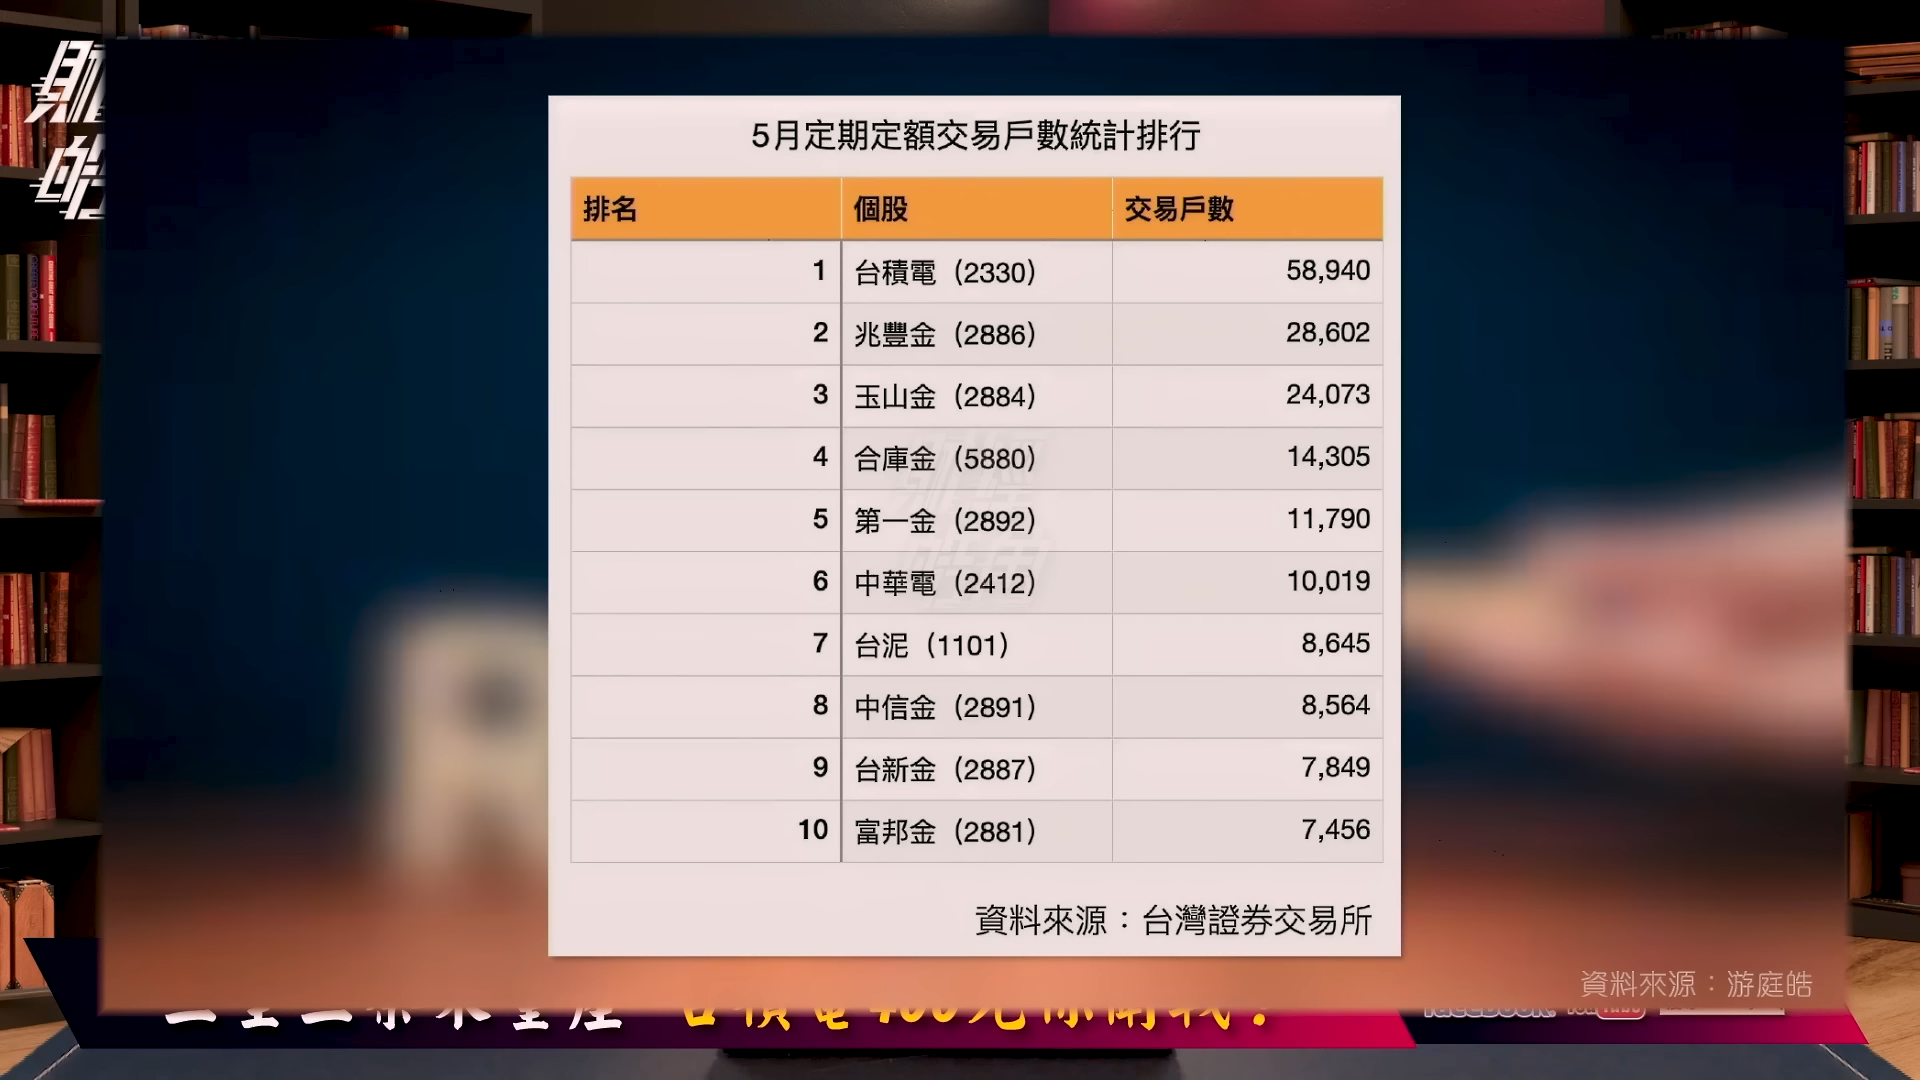 5月定期定額交易戶數統計排行
排名 個股 交易戶數
1 台積電（2330） 58,940
2 兆豐金（2886） 28,602
3 玉山金（2884） 24,073
4 合庫金（5880） 14,305
5 第一金（2892） 11,790
6 中華電（2412） 10,019
7 台泥（1101） 8,645
8 中信金（2891） 8,564
9 台新金（2887） 7,849
10 富邦金（2881） 7,456
資料來源：台灣證券交易所
資料來源：游庭皓